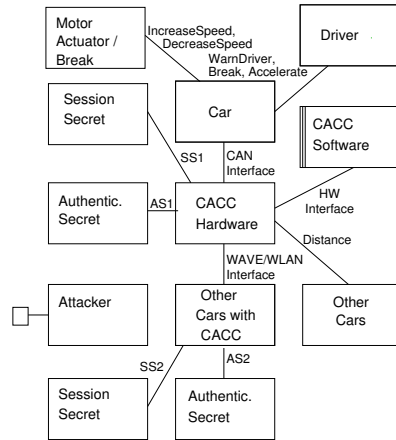 Motor
Actuator /
Break
IncreaseSpeed,
DecreaseSpeed
WarnDriver,
Break, Accelerate
Driver
Session
Secret
Car
CACC
Software
SS1
CAN
Interface
Authentic.
Secret
AS1
CACC
Hardware
HW
Interface
Distance
WAVE/WLAN
Interface
Attacker
Other
Cars with
CACC
Other
Cars
SS2
AS2
Session
Secret
Authentic.
Secret